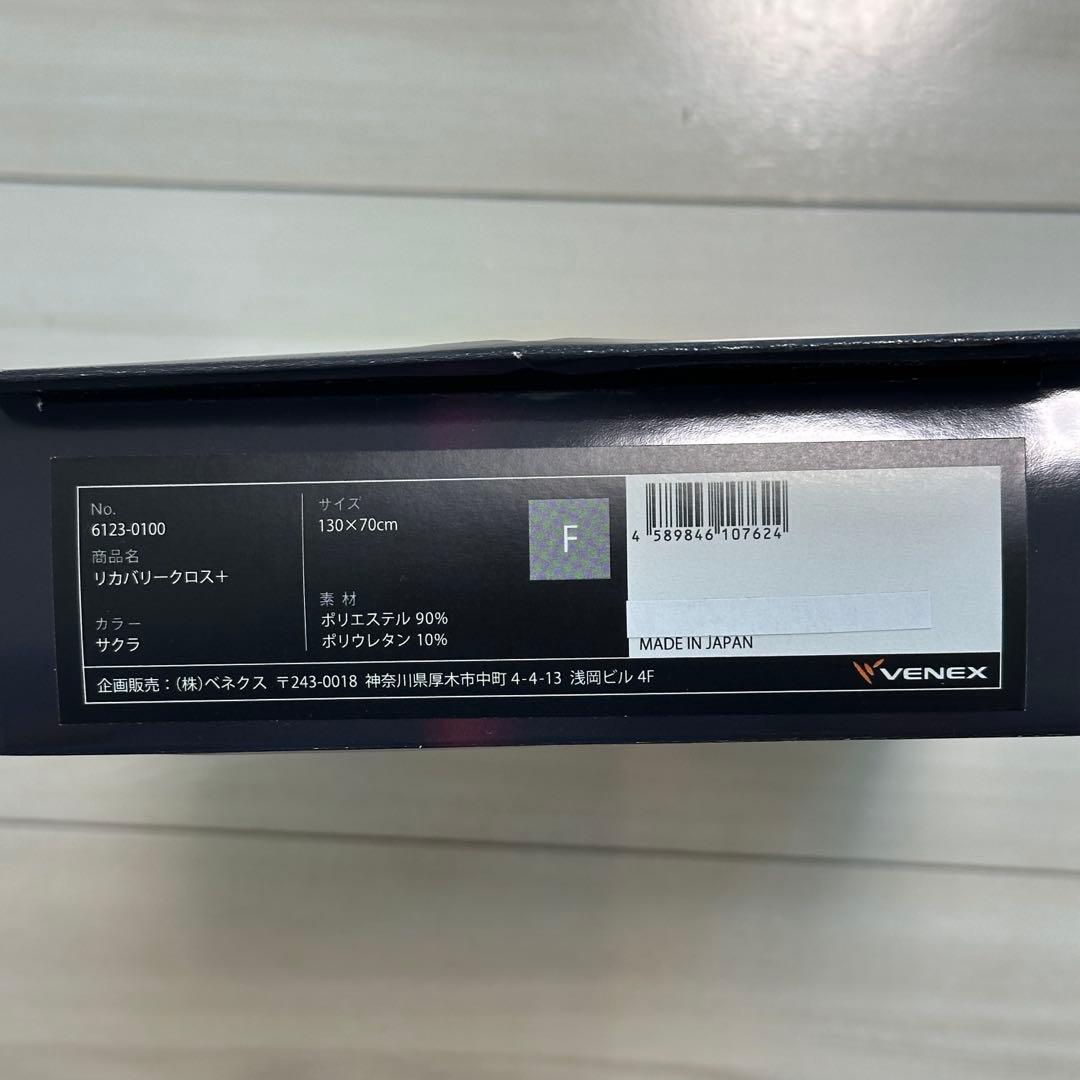 No.
6123-0100
商品名
リカバリークロス＋
カラー
サクラ
サイズ
130×70cm
素 材
ポリエステル 90%
ポリウレタン 10%
F
4 589846 107624
MADE IN JAPAN
企画販売：（株）ベネクス 〒243-0018 神奈川県厚木市中町 4-4-13 浅岡ビル 4F
VENEX